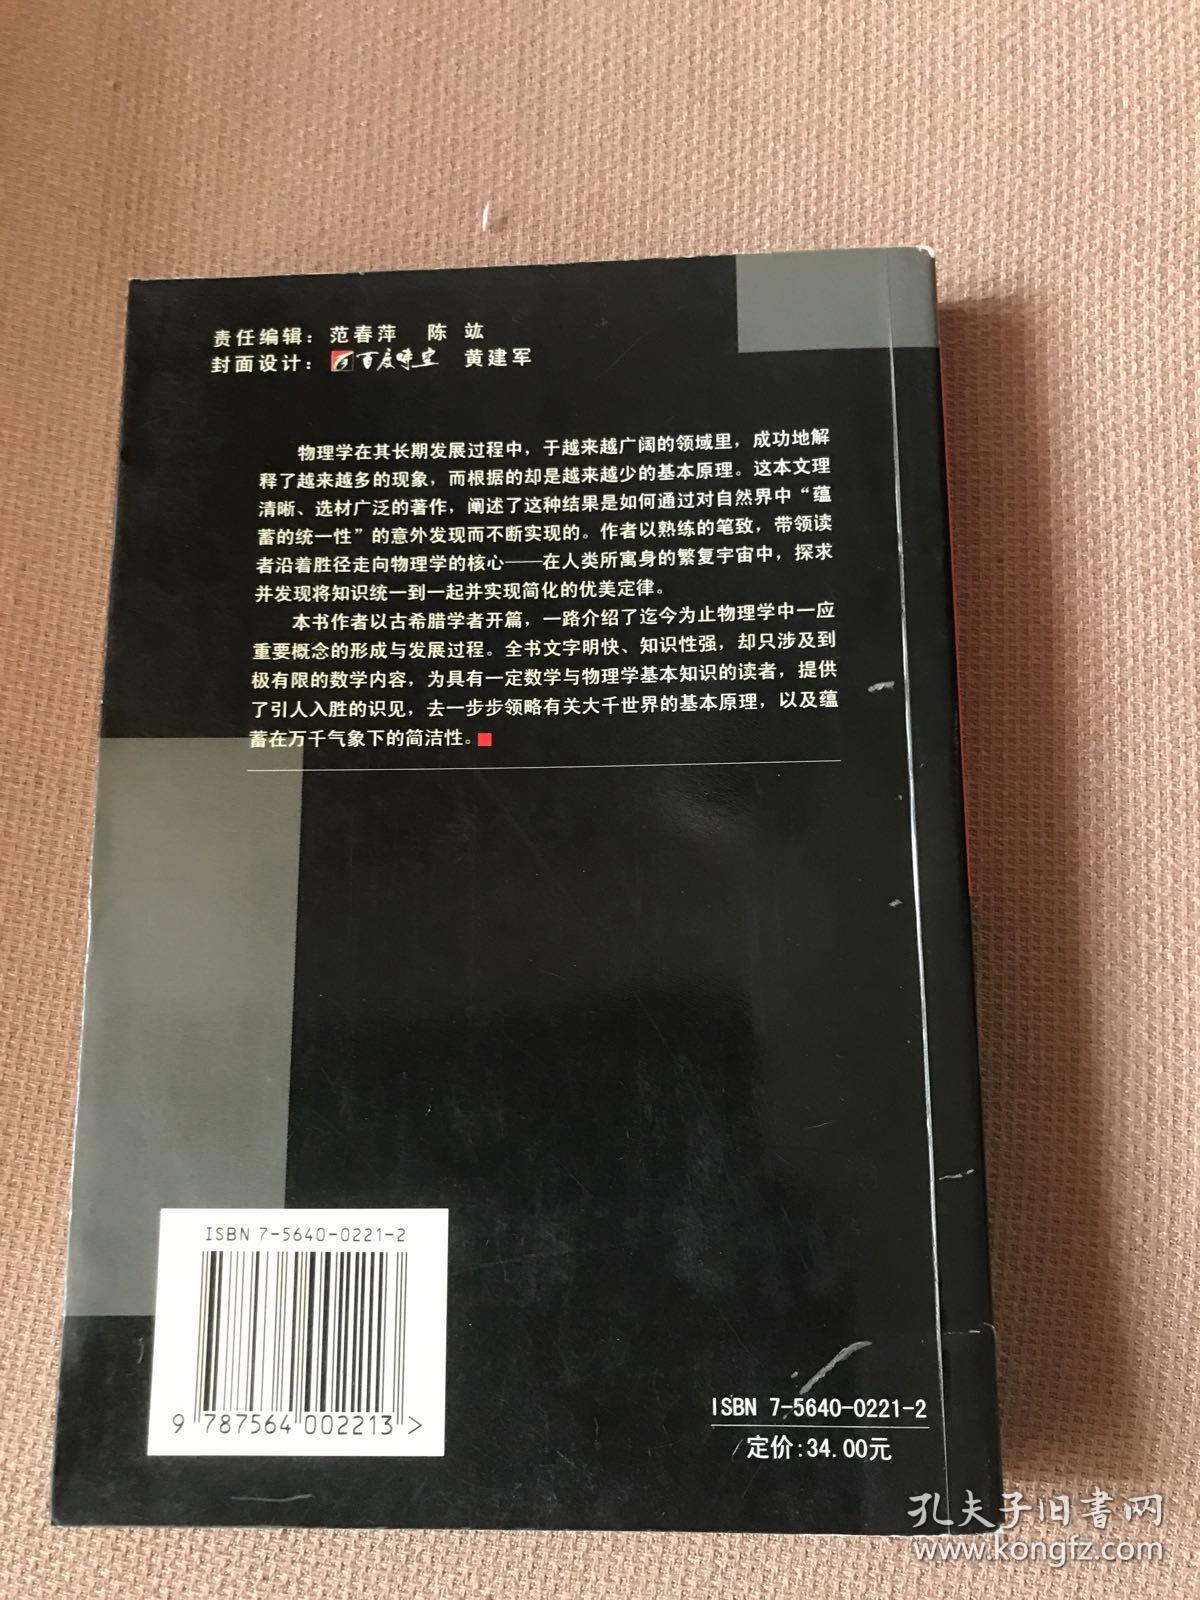 责任编辑：范春萍 陈 竑
封面设计：百度时空 黄建军
物理学在其长期发展过程中，于越来越广阔的领域里，成功地解
释了越来越多的现象，而根据的却是越来越少的基本原理。这本文理
清晰、选材广泛的著作，阐述了这种结果是如何通过对自然界中“蕴
蓄的统一性”的意外发现而不断实现的。作者以熟练的笔致，带领读
者沿着胜径走向物理学的核心——在人类所寓身的繁复宇宙中，探求
并发现将知识统一到一起并实现简化的优美定律。
本书作者以古希腊学者开篇，一路介绍了迄今为止物理学中一应
重要概念的形成与发展过程。全书文字明快、知识性强，却只涉及到
极有限的数学内容，为具有一定数学与物理学基本知识的读者，提供
了引人入胜的识见，去一步步领略有关大千世界的基本原理，以及蕴
蓄在万千气象下的简洁性。
ISBN 7-5640-0221-2
9 787564 002213 >
ISBN 7-5640-0221-2
定价:34.00元
孔夫子旧書网
www.kongfz.com